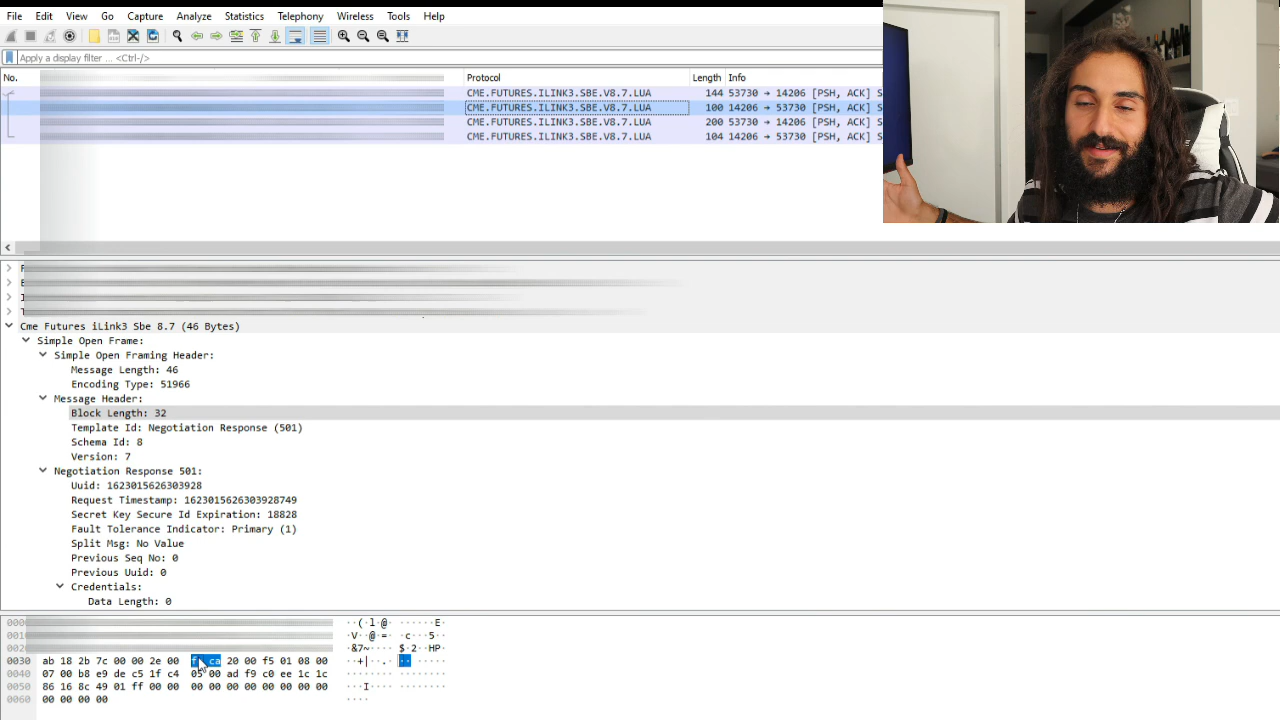 File Edit View Go Capture Analyze Statistics Telephony Wireless Tools Help
Apply a display filter ... <Ctrl-/>
No. Protocol Length Info
CME.FUTURES.ILINK3.SBE.V8.7.LUA 144 53730 → 14206 [PSH, ACK] S
CME.FUTURES.ILINK3.SBE.V8.7.LUA 100 14206 → 53730 [PSH, ACK] S
CME.FUTURES.ILINK3.SBE.V8.7.LUA 200 53730 → 14206 [PSH, ACK] S
CME.FUTURES.ILINK3.SBE.V8.7.LUA 104 14206 → 53730 [PSH, ACK] S
Cme Futures iLink3 Sbe 8.7 (46 Bytes)
Simple Open Frame:
Simple Open Framing Header:
Message Length: 46
Encoding Type: 51966
Message Header:
Block Length: 32
Template Id: Negotiation Response (501)
Schema Id: 8
Version: 7
Negotiation Response 501:
Uuid: 1623015626303928
Request Timestamp: 1623015626303928749
Secret Key Secure Id Expiration: 18828
Fault Tolerance Indicator: Primary (1)
Split Msg: No Value
Previous Seq No: 0
Previous Uuid: 0
Credentials:
Data Length: 0
··(·l·@· ······E
·V··@·=· ··c··5·
·&7~···· $·2··HP
0030 ab 18 2b 7c 00 00 2e 00 ca 20 00 f5 01 08 00 ··+|··.· ·· ·····
0040 07 00 b8 e9 de c5 1f c4 05 00 ad f9 c0 ee 1c 1c ········ ········
0050 86 16 8c 49 01 ff 00 00 00 00 00 00 00 00 00 00 ···I···· ········
0060 00 00 00 00 ····